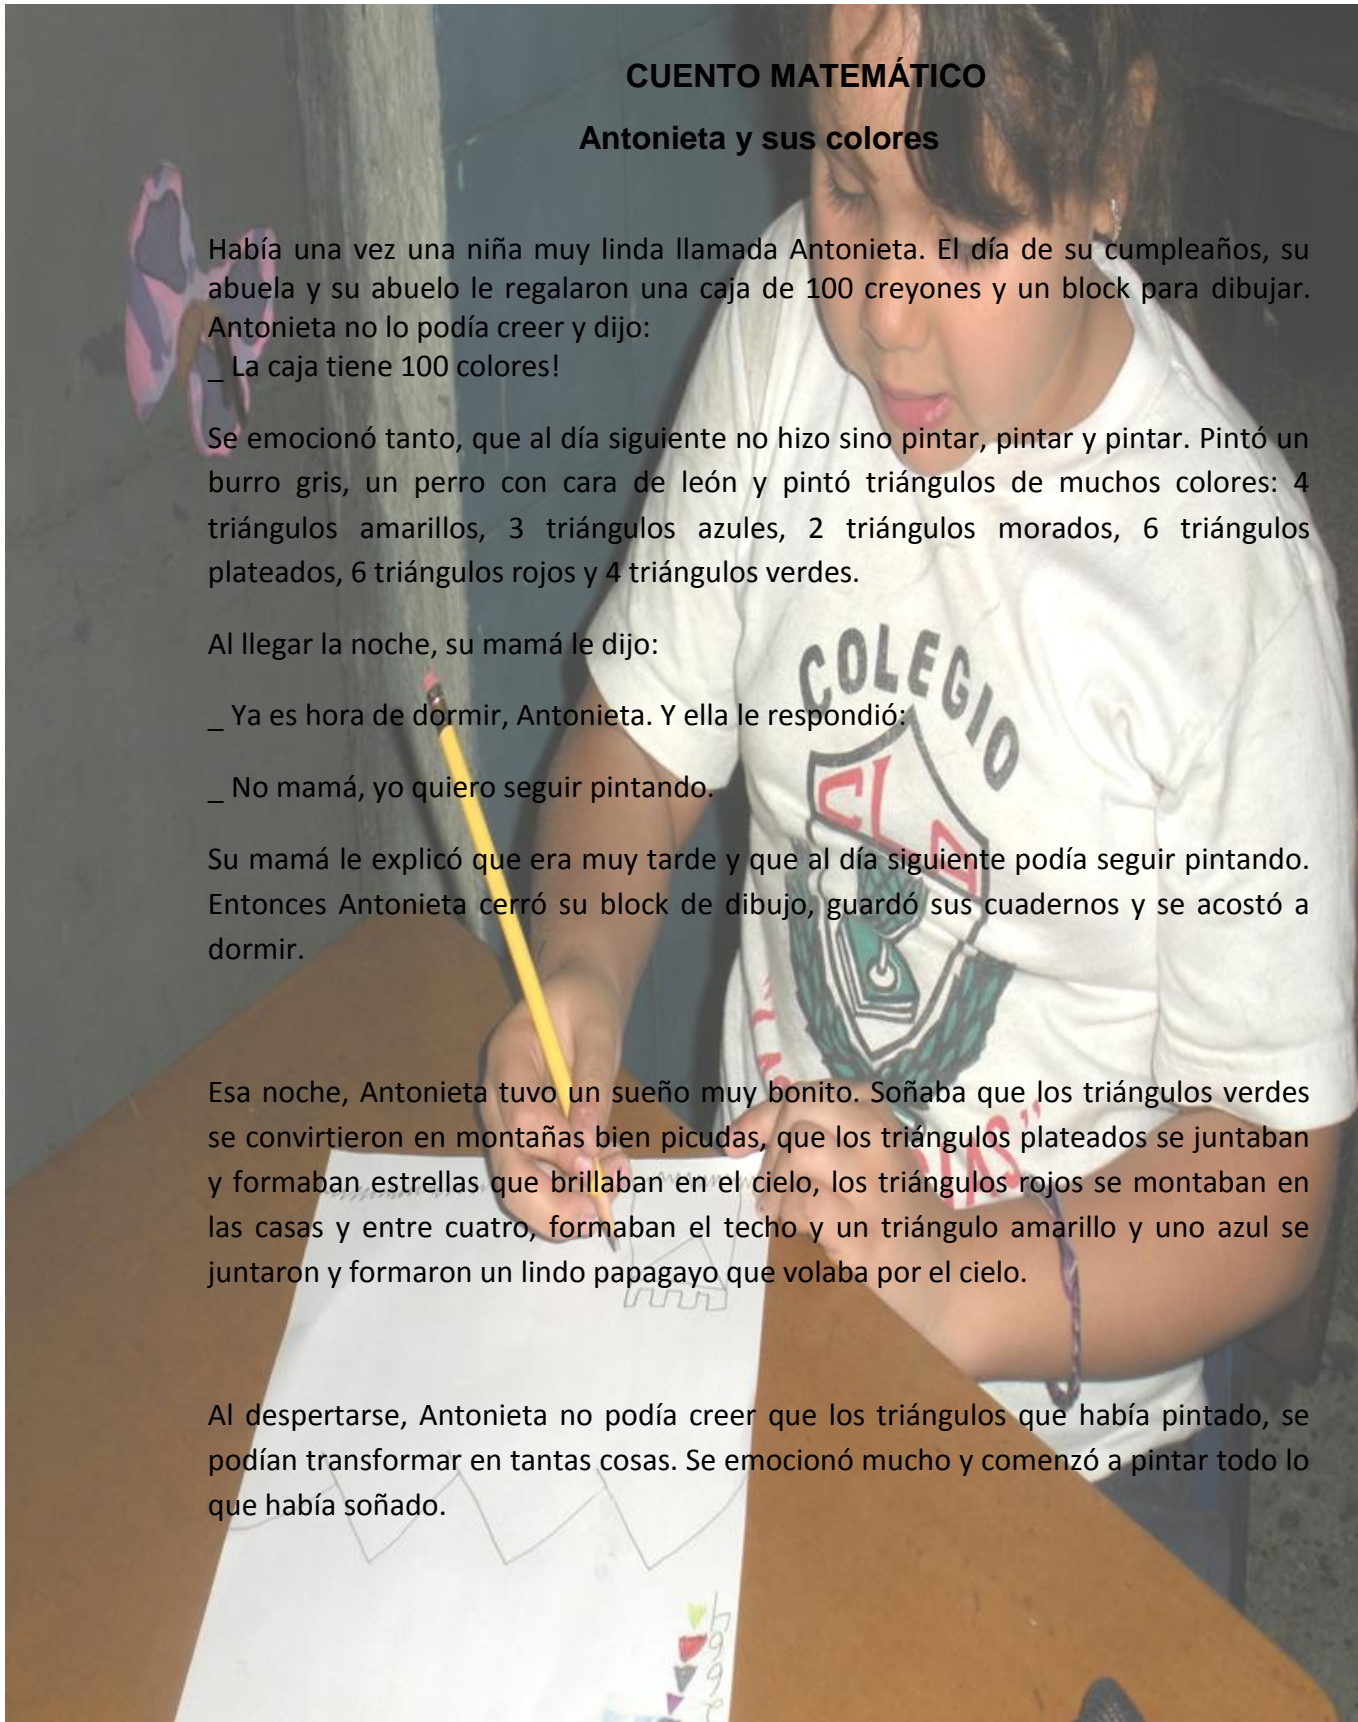 CUENTO MATEMÁTICO
Antonieta y sus colores
Había una vez una niña muy linda llamada Antonieta. El día de su cumpleaños, su
abuela y su abuelo le regalaron una caja de 100 creyones y un block para dibujar.
Antonieta no lo podía creer y dijo:
_ La caja tiene 100 colores!
Se emocionó tanto, que al día siguiente no hizo sino pintar, pintar y pintar. Pintó un
burro gris, un perro con cara de león y pintó triángulos de muchos colores: 4
triángulos amarillos, 3 triángulos azules, 2 triángulos morados, 6 triángulos
plateados, 6 triángulos rojos y 4 triángulos verdes.
Al llegar la noche, su mamá le dijo:
_ Ya es hora de dormir, Antonieta. Y ella le respondió:
_ No mamá, yo quiero seguir pintando.
Su mamá le explicó que era muy tarde y que al día siguiente podía seguir pintando.
Entonces Antonieta cerró su block de dibujo, guardó sus cuadernos y se acostó a
dormir.
Esa noche, Antonieta tuvo un sueño muy bonito. Soñaba que los triángulos verdes
se convirtieron en montañas bien picudas, que los triángulos plateados se juntaban
y formaban estrellas que brillaban en el cielo, los triángulos rojos se montaban en
las casas y entre cuatro, formaban el techo y un triángulo amarillo y uno azul se
juntaron y formaron un lindo papagayo que volaba por el cielo.
Al despertarse, Antonieta no podía creer que los triángulos que había pintado, se
podían transformar en tantas cosas. Se emocionó mucho y comenzó a pintar todo lo
que había soñado.
COLEGIO